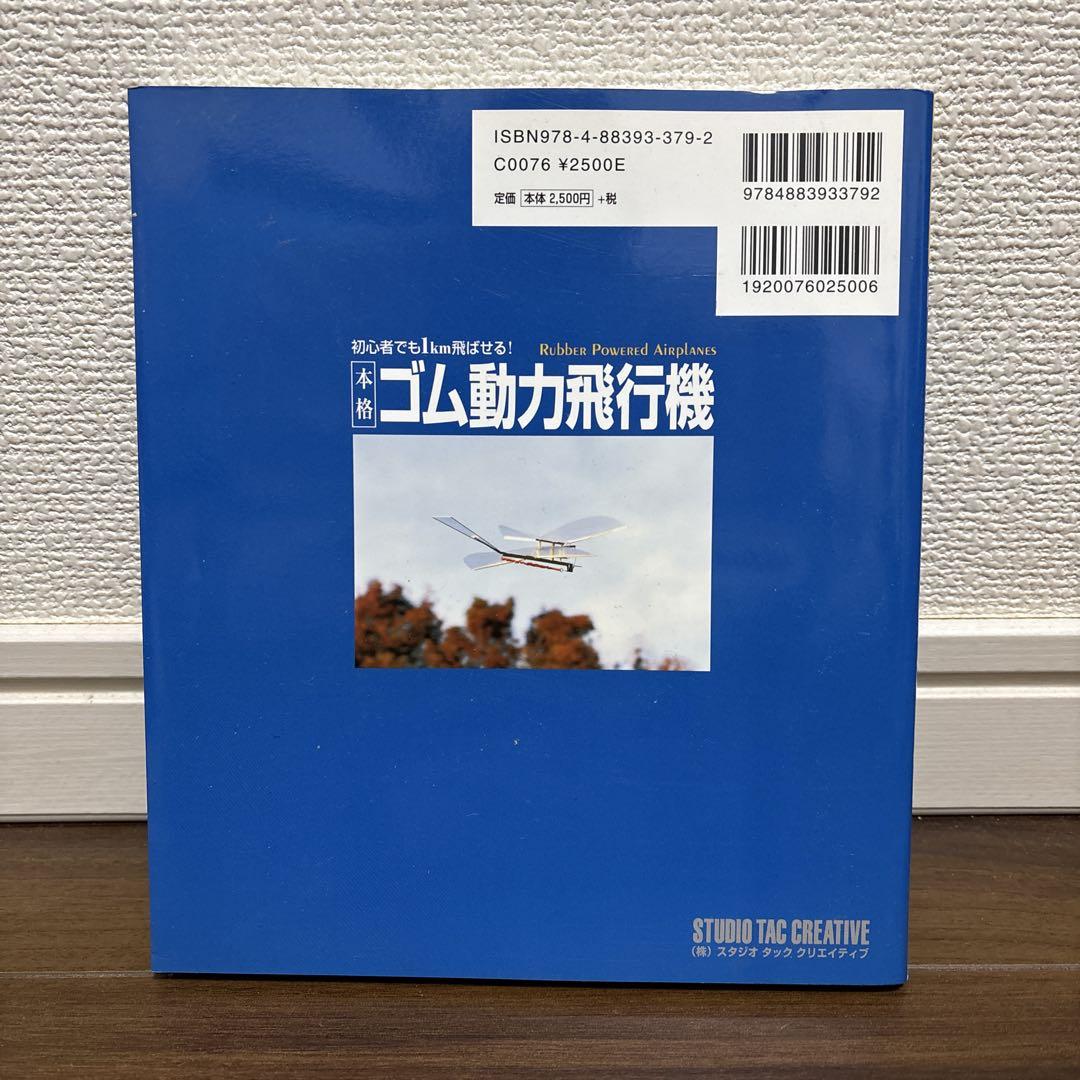 ISBN978-4-88393-379-2
C0076 ¥2500E
定価 本体 2,500円 +税
9784883933792
1920076025006
初心者でも1km飛ばせる! RUBBER POWERED AIRPLANES
本格 ゴム動力飛行機
STUDIO TAC CREATIVE
(株)スタジオ タック クリエイティブ